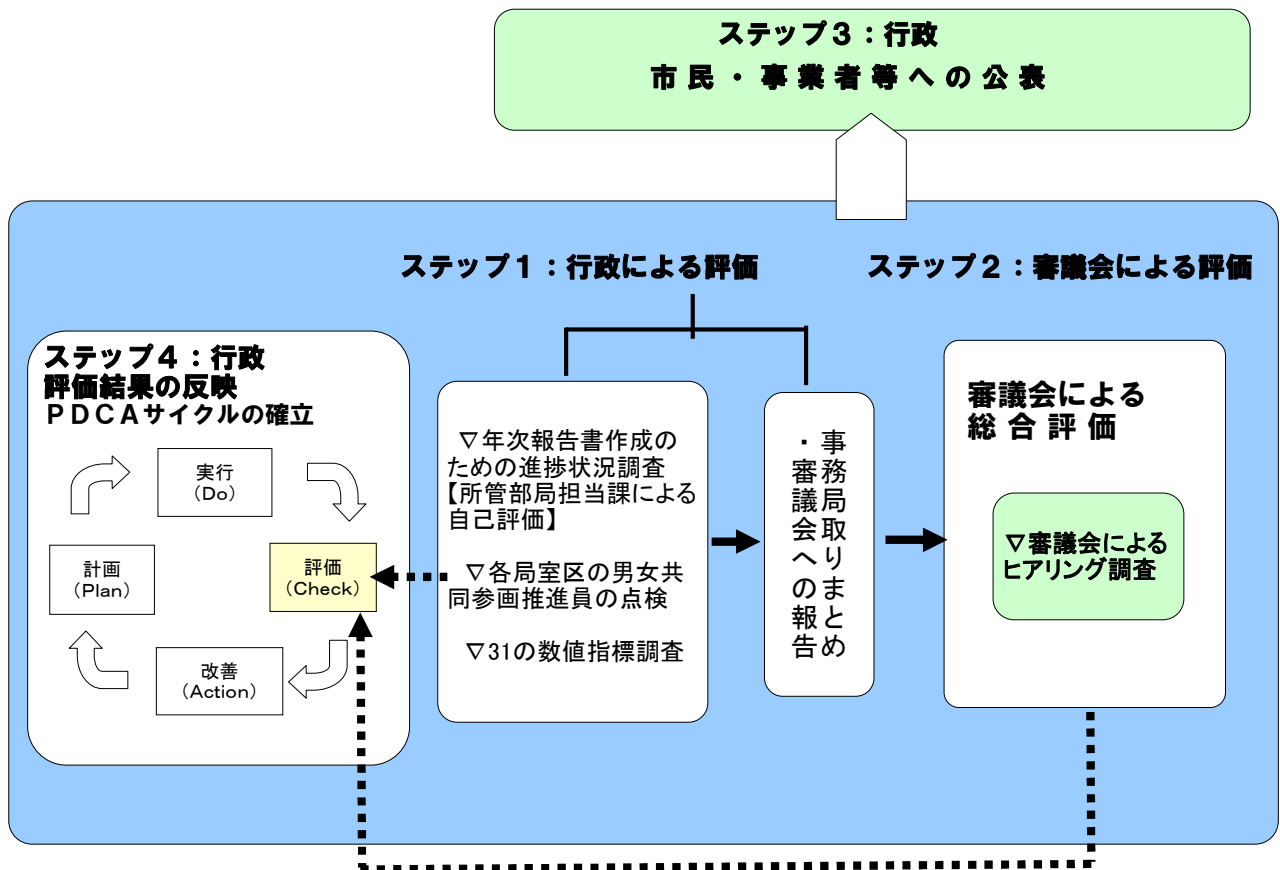 ステップ３：行政
市民・事業者等への公表
ステップ１：行政による評価
ステップ２：審議会による評価
ステップ４：行政
評価結果の反映
ＰＤＣＡサイクルの確立
実行
（Do）
計画
（Plan）
評価
（Check）
改善
（Action）
▽年次報告書作成の
ための進捗状況調査
【所管部局担当課による
自己評価】
▽各局室区の男女共
同参画推進員の点検
▽31の数値指標調査
事務局取りまとめ
・審議会への報告
審議会による
総合評価
▽審議会による
ヒアリング調査